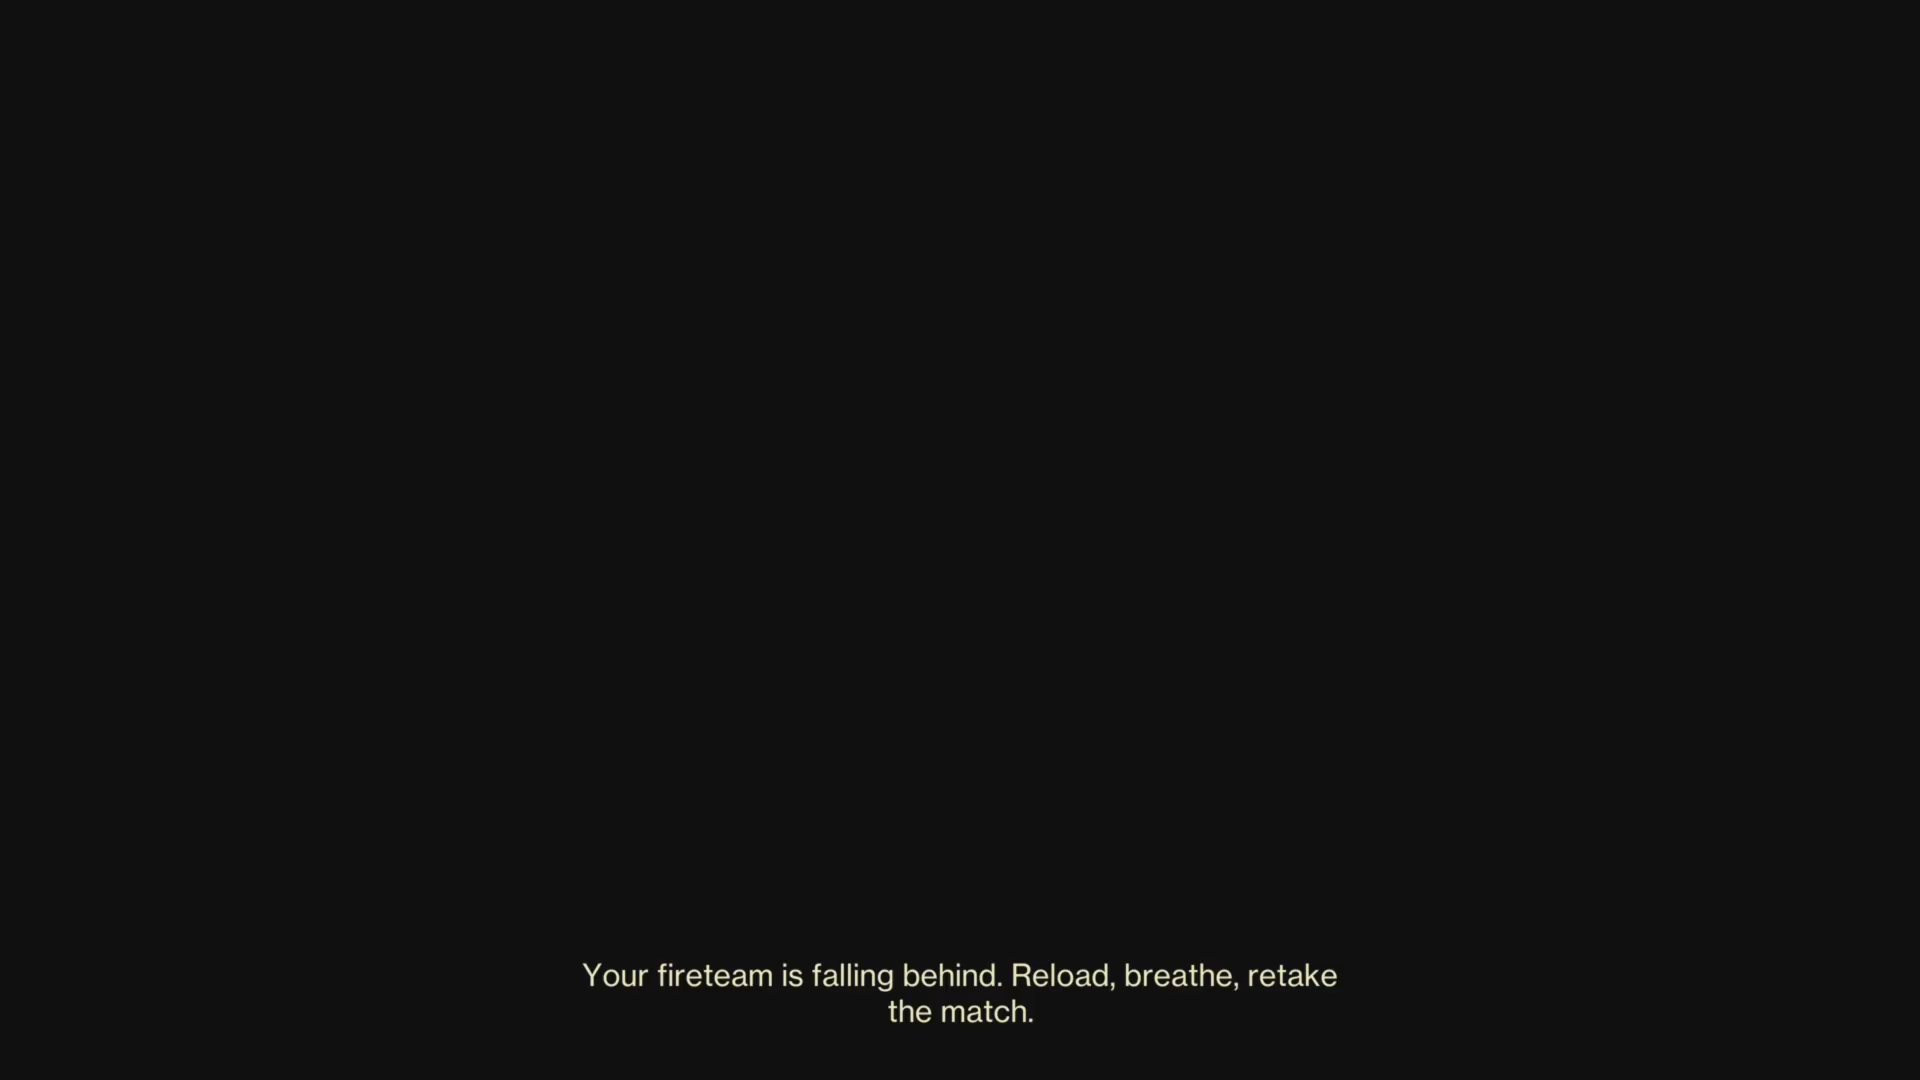 Your fireteam is falling behind. Reload, breathe, retake
the match.